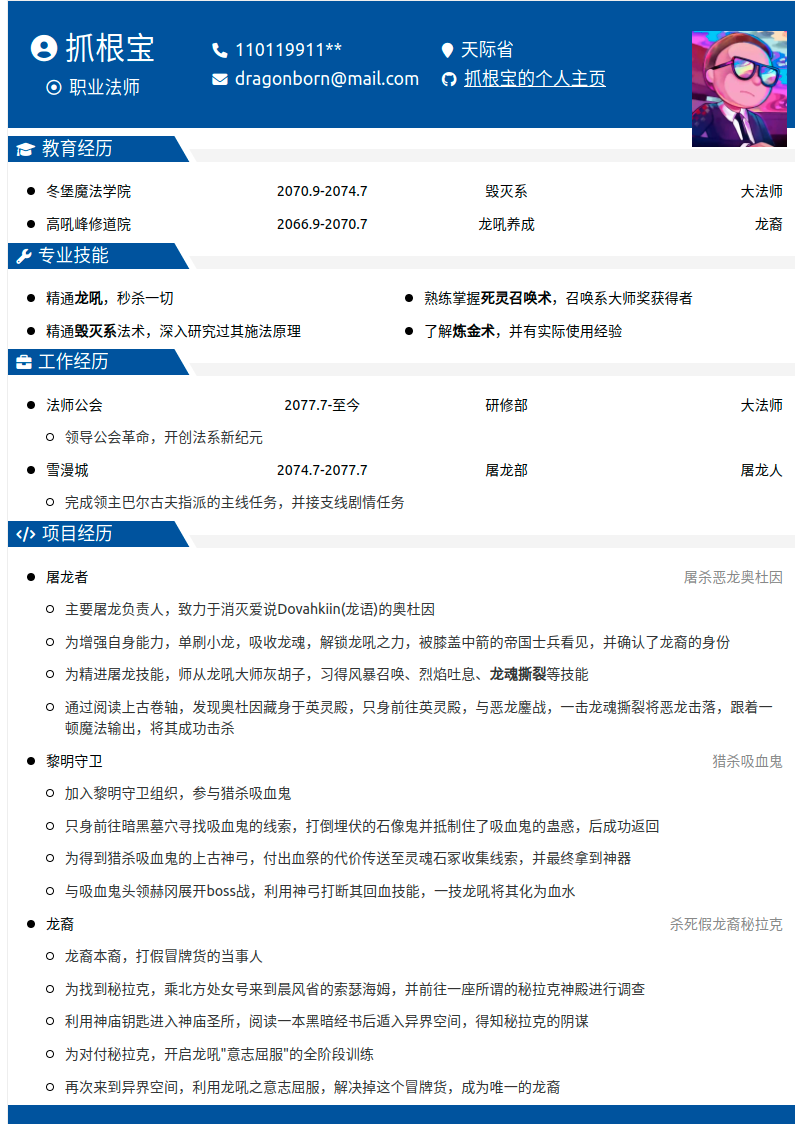 抓根宝
职业法师
110119911**
dragonborn@mail.com
天际省
抓根宝的个人主页
教育经历
冬堡魔法学院 2070.9-2074.7 毁灭系 大法师
高吼峰修道院 2066.9-2070.7 龙吼养成 龙裔
专业技能
精通龙吼，秒杀一切 熟练掌握死灵召唤术，召唤系大师奖获得者
精通毁灭系法术，深入研究过其施法原理 了解炼金术，并有实际使用经验
工作经历
法师公会 2077.7-至今 研修部 大法师
领导公会革命，开创法系新纪元
雪漫城 2074.7-2077.7 屠龙部 屠龙人
完成领主巴尔古夫指派的主线任务，并接支线剧情任务
项目经历
屠龙者 屠杀恶龙奥杜因
主要屠龙负责人，致力于消灭爱说Dovahkiin(龙语)的奥杜因
为增强自身能力，单刷小龙，吸收龙魂，解锁龙吼之力，被膝盖中箭的帝国士兵看见，并确认了龙裔的身份
为精进屠龙技能，师从龙吼大师灰胡子，习得风暴召唤、烈焰吐息、龙魂撕裂等技能
通过阅读上古卷轴，发现奥杜因藏身于英灵殿，只身前往英灵殿，与恶龙鏖战，一击龙魂撕裂将恶龙击落，跟着一
顿魔法输出，将其成功击杀
黎明守卫 猎杀吸血鬼
加入黎明守卫组织，参与猎杀吸血鬼
只身前往暗黑墓穴寻找吸血鬼的线索，打倒埋伏的石像鬼并抵制住了吸血鬼的蛊惑，后成功返回
为得到猎杀吸血鬼的上古神弓，付出血祭的代价传送至灵魂石冢收集线索，并最终拿到神器
与吸血鬼头领赫冈展开boss战，利用神弓打断其回血技能，一技龙吼将其化为血水
龙裔 杀死假龙裔秘拉克
龙裔本裔，打假冒牌货的当事人
为找到秘拉克，乘北方处女号来到晨风省的索瑟海姆，并前往一座所谓的秘拉克神殿进行调查
利用神庙钥匙进入神庙圣所，阅读一本黑暗经书后遁入异界空间，得知秘拉克的阴谋
为对付秘拉克，开启龙吼"意志屈服"的全阶段训练
再次来到异界空间，利用龙吼之意志屈服，解决掉这个冒牌货，成为唯一的龙裔